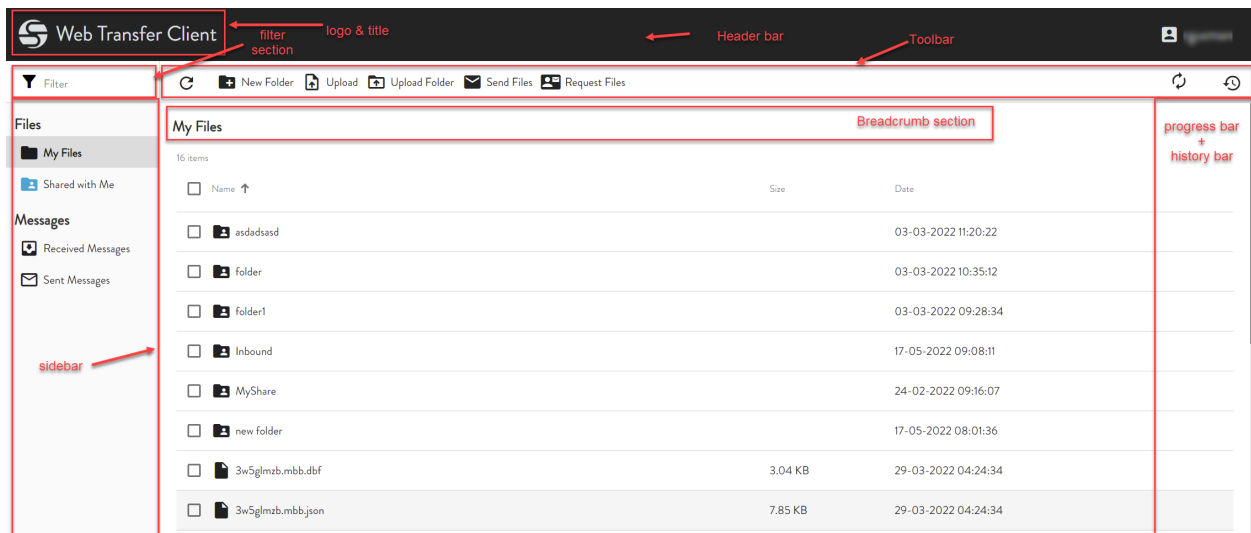 Web Transfer Client
logo & title
filter
section
Header bar
Toolbar
Filter
New Folder Upload Upload Folder Send Files Request Files
Files
My Files
Shared with Me
Messages
Received Messages
Sent Messages
sidebar
My Files
Breadcrumb section
progress bar
+
history bar
16 items
Name Size Date
asdadsasd 03-03-2022 11:20:22
folder 03-03-2022 10:35:12
folder1 03-03-2022 09:28:34
Inbound 17-05-2022 09:08:11
MyShare 24-02-2022 09:16:07
new folder 17-05-2022 08:01:36
3w5glmzb.mbb.dbf 3.04 KB 29-03-2022 04:24:34
3w5glmzb.mbb.json 7.85 KB 29-03-2022 04:24:34